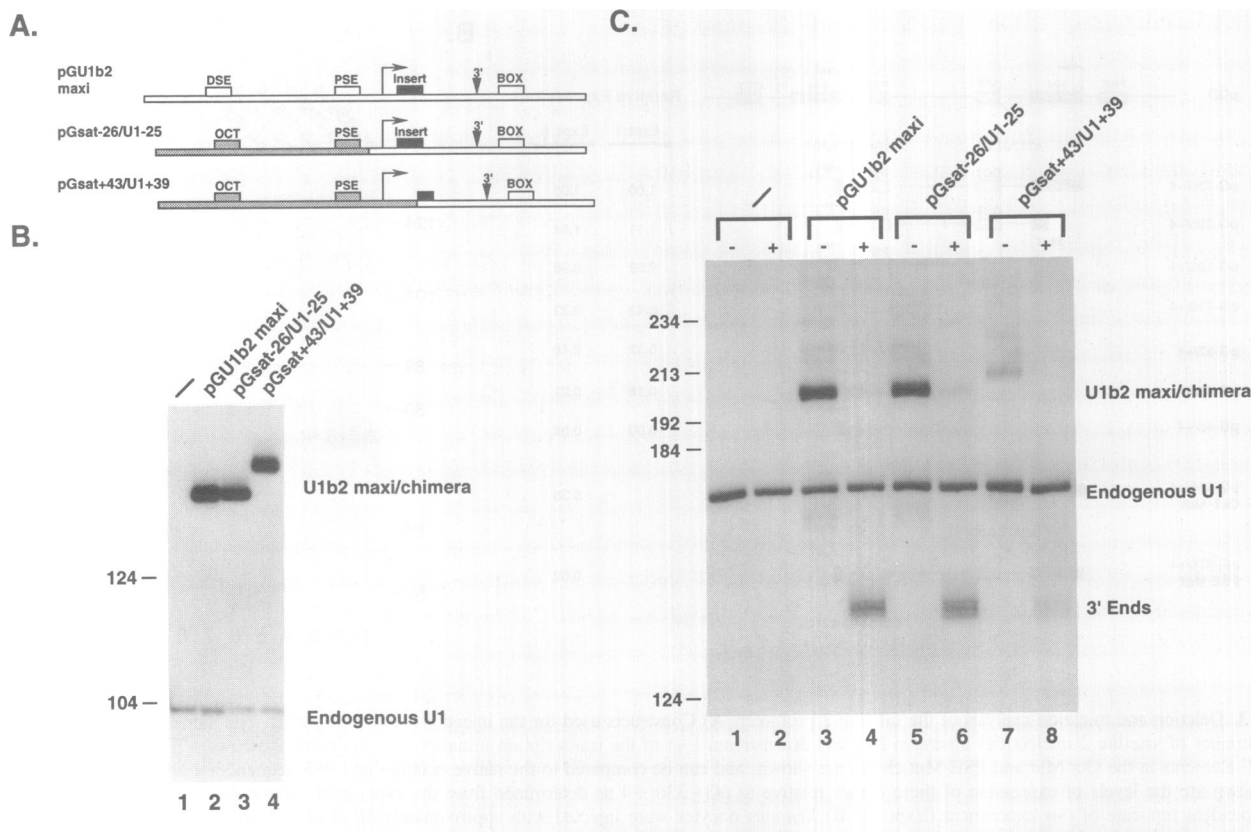 A.
pGU1b2 maxi
DSE PSE Insert 3' BOX
pGsat-26/U1-25
OCT PSE Insert 3' BOX
pGsat+43/U1+39
OCT PSE 3' BOX
B.
— pGU1b2 maxi pGsat-26/U1-25 pGsat+43/U1+39
U1b2 maxi/chimera
124
104
Endogenous U1
1 2 3 4
C.
— pGU1b2 maxi pGsat-26/U1-25 pGsat+43/U1+39
- + - + - + - +
234
213
U1b2 maxi/chimera
192
184
Endogenous U1
3' Ends
124
1 2 3 4 5 6 7 8